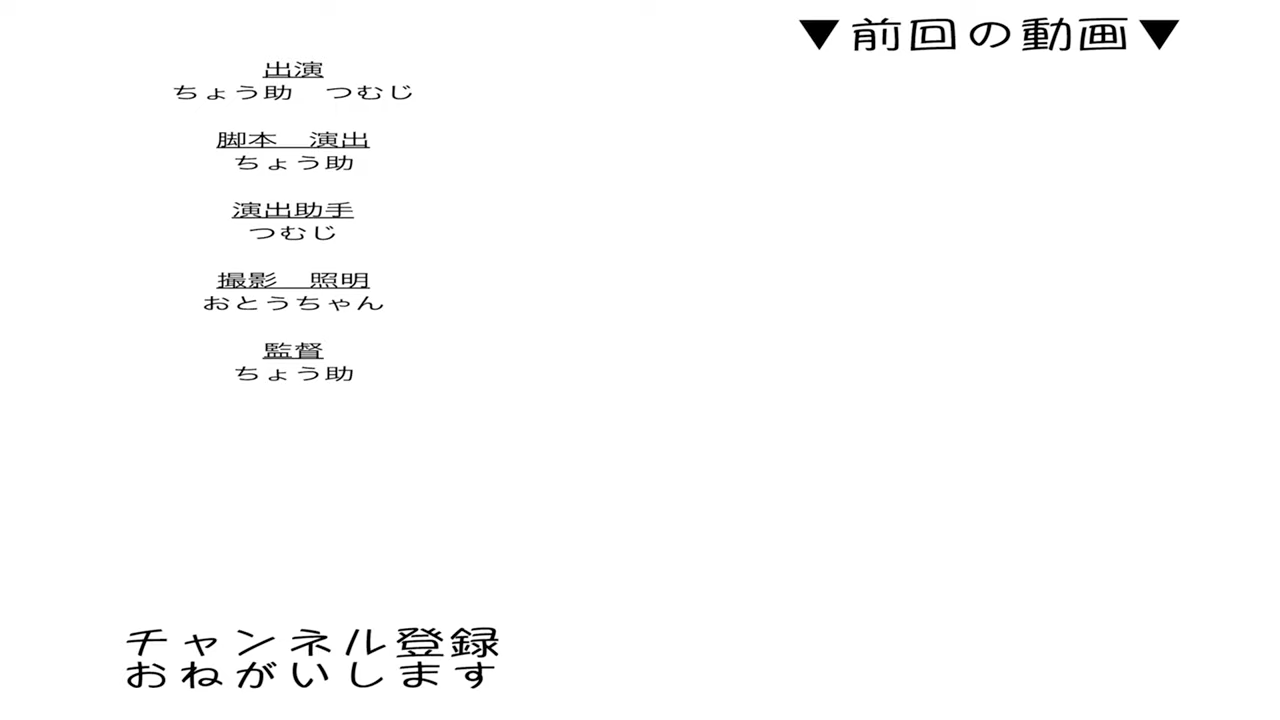 ▼前回の動画▼
出演
ちょう助　つむじ
脚本　演出
ちょう助
演出助手
つむじ
撮影　照明
おとうちゃん
監督
ちょう助
チャンネル登録
おねがいします